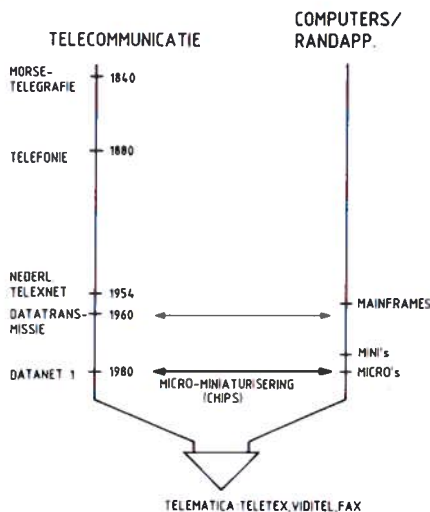 TELECOMMUNICATIE
COMPUTERS/
RANDAPP.
MORSE-
TELEGRAFIE
1840
TELEFONIE
1880
NEDERL
TELEXNET
1954
DATATRANS-
MISSIE
1960
MAINFRAMES
MINI's
DATANET 1
1980
MICRO's
MICRO-MINIATURISERING
(CHIPS)
TELEMATICA:TELETEX,VIDITEL,FAX